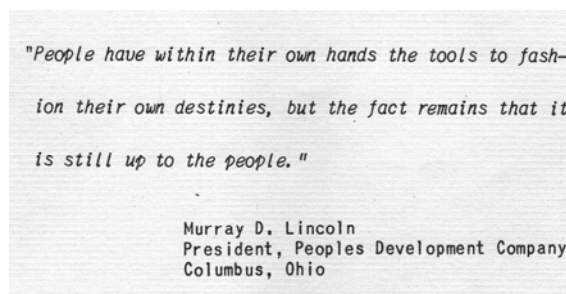 "People have within their own hands the tools to fash-
ion their own destinies, but the fact remains that it
is still up to the people."
Murray D. Lincoln
President, Peoples Development Company
Columbus, Ohio